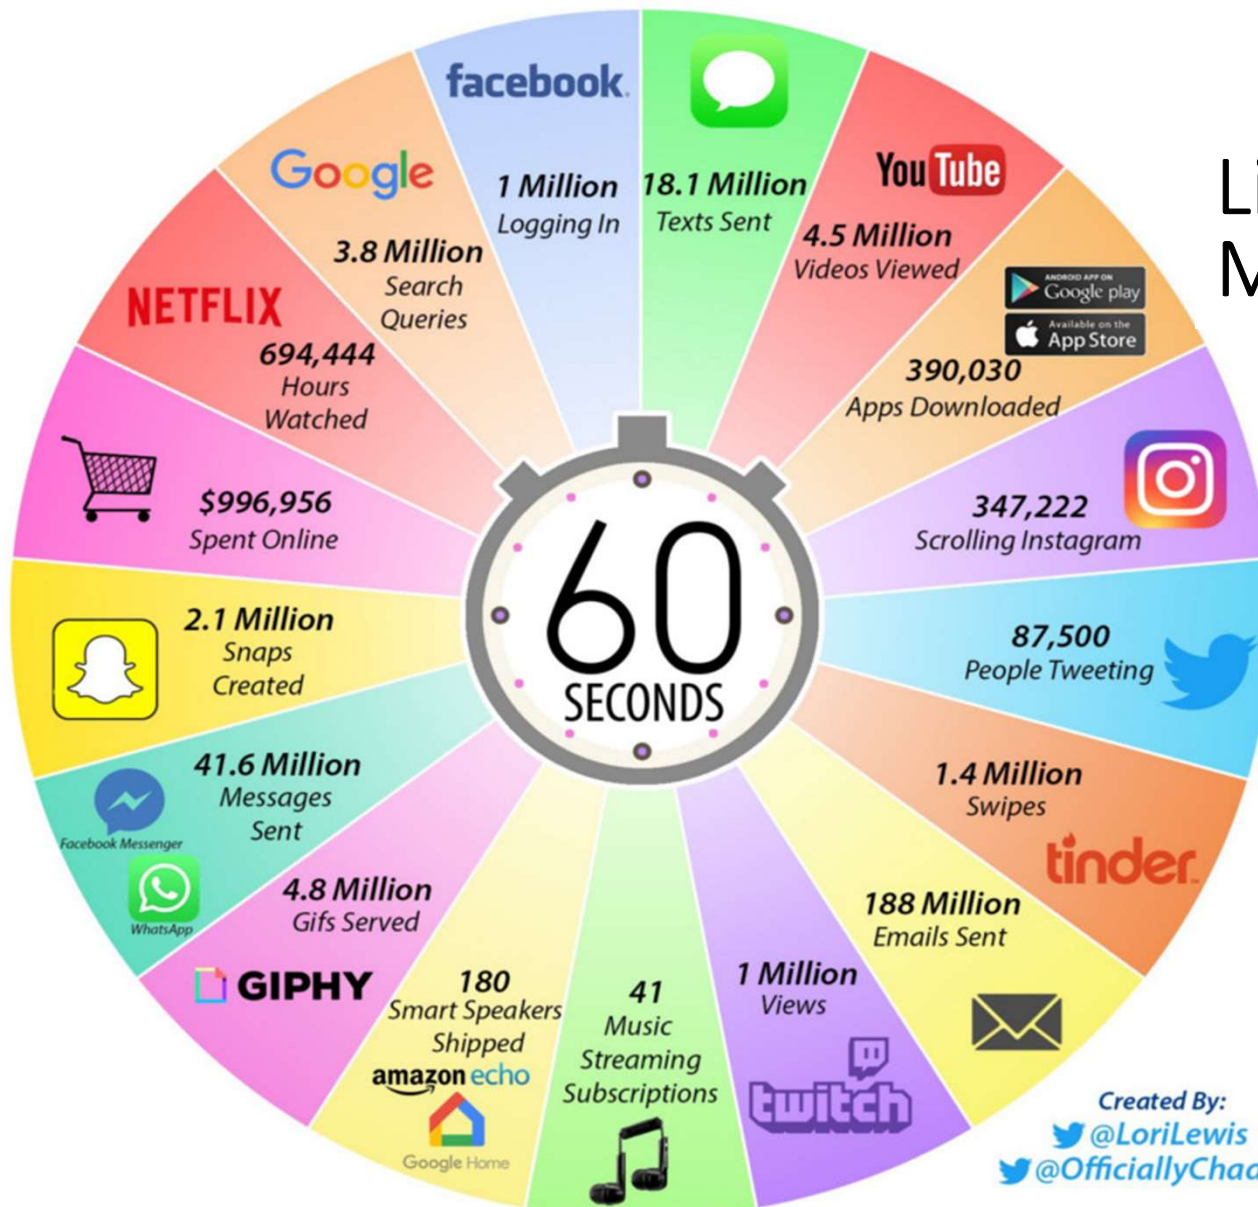 facebook
1 Million
Logging In
18.1 Million
Texts Sent
YouTube
4.5 Million
Videos Viewed
ANDROID APP ON
Google play
Available on the
App Store
390,030
Apps Downloaded
347,222
Scrolling Instagram
87,500
People Tweeting
1.4 Million
Swipes
tinder
188 Million
Emails Sent
1 Million
Views
twitch
41
Music
Streaming
Subscriptions
180
Smart Speakers
Shipped
amazon echo
Google Home
4.8 Million
Gifs Served
GIPHY
41.6 Million
Messages
Sent
Facebook Messenger
WhatsApp
2.1 Million
Snaps
Created
$996,956
Spent Online
NETFLIX
694,444
Hours
Watched
Google
3.8 Million
Search
Queries
60
SECONDS
Created By:
@LoriLewis